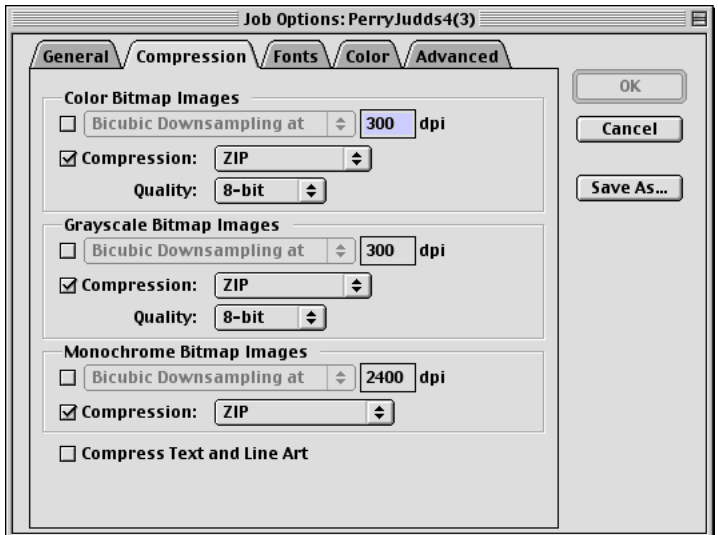 Job Options: PerryJudds4(3)
General Compression Fonts Color Advanced
Color Bitmap Images
Bicubic Downsampling at 300 dpi
Compression: ZIP
Quality: 8-bit
Grayscale Bitmap Images
Bicubic Downsampling at 300 dpi
Compression: ZIP
Quality: 8-bit
Monochrome Bitmap Images
Bicubic Downsampling at 2400 dpi
Compression: ZIP
Compress Text and Line Art
OK
Cancel
Save As...